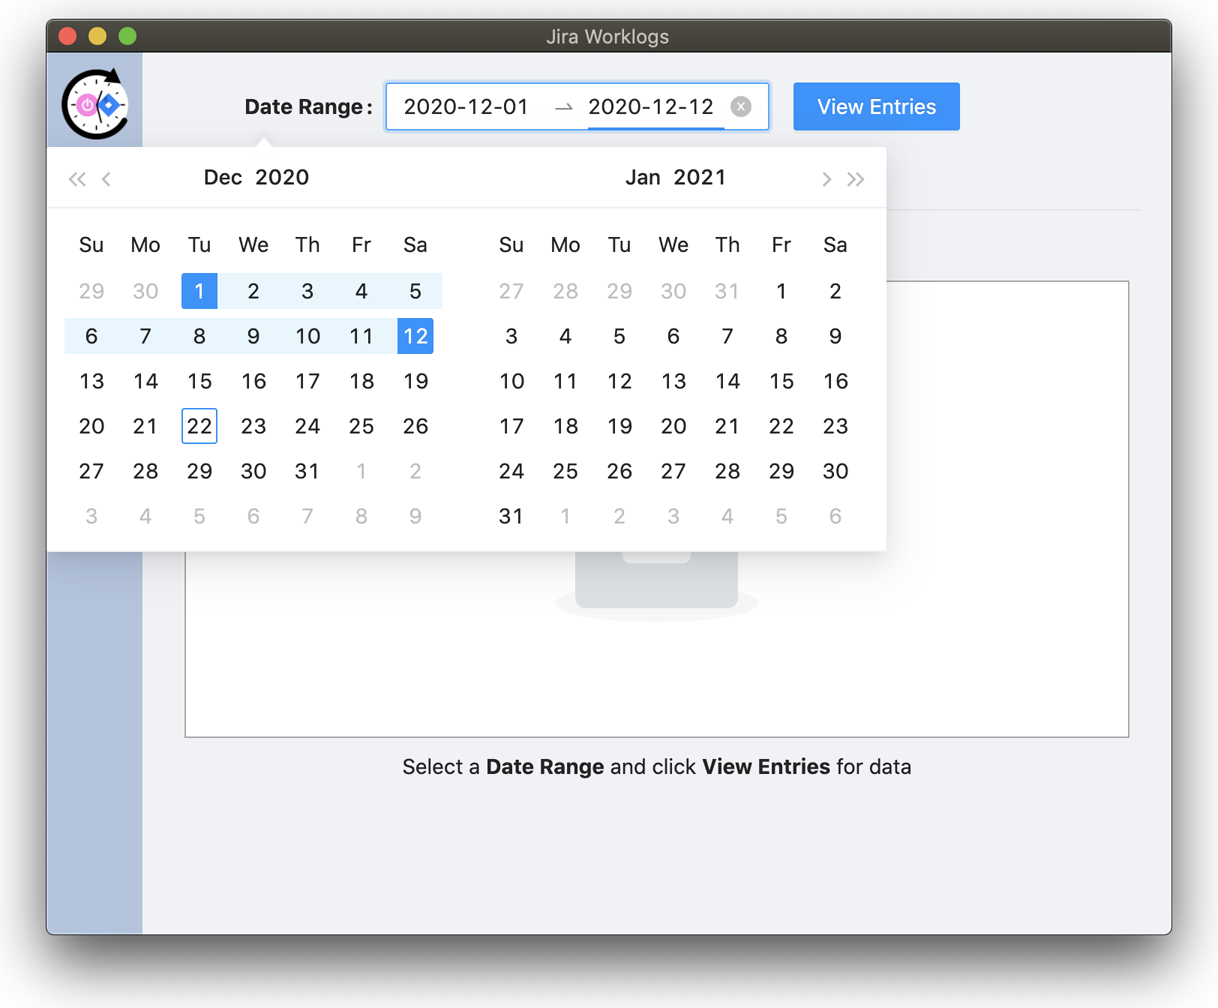 Jira Worklogs
Date Range: 2020-12-01 → 2020-12-12 View Entries
Dec 2020 Jan 2021
Su Mo Tu We Th Fr Sa Su Mo Tu We Th Fr Sa
29 30 1 2 3 4 5 27 28 29 30 31 1 2
6 7 8 9 10 11 12 3 4 5 6 7 8 9
13 14 15 16 17 18 19 10 11 12 13 14 15 16
20 21 22 23 24 25 26 17 18 19 20 21 22 23
27 28 29 30 31 1 2 24 25 26 27 28 29 30
3 4 5 6 7 8 9 31 1 2 3 4 5 6
Select a Date Range and click View Entries for data